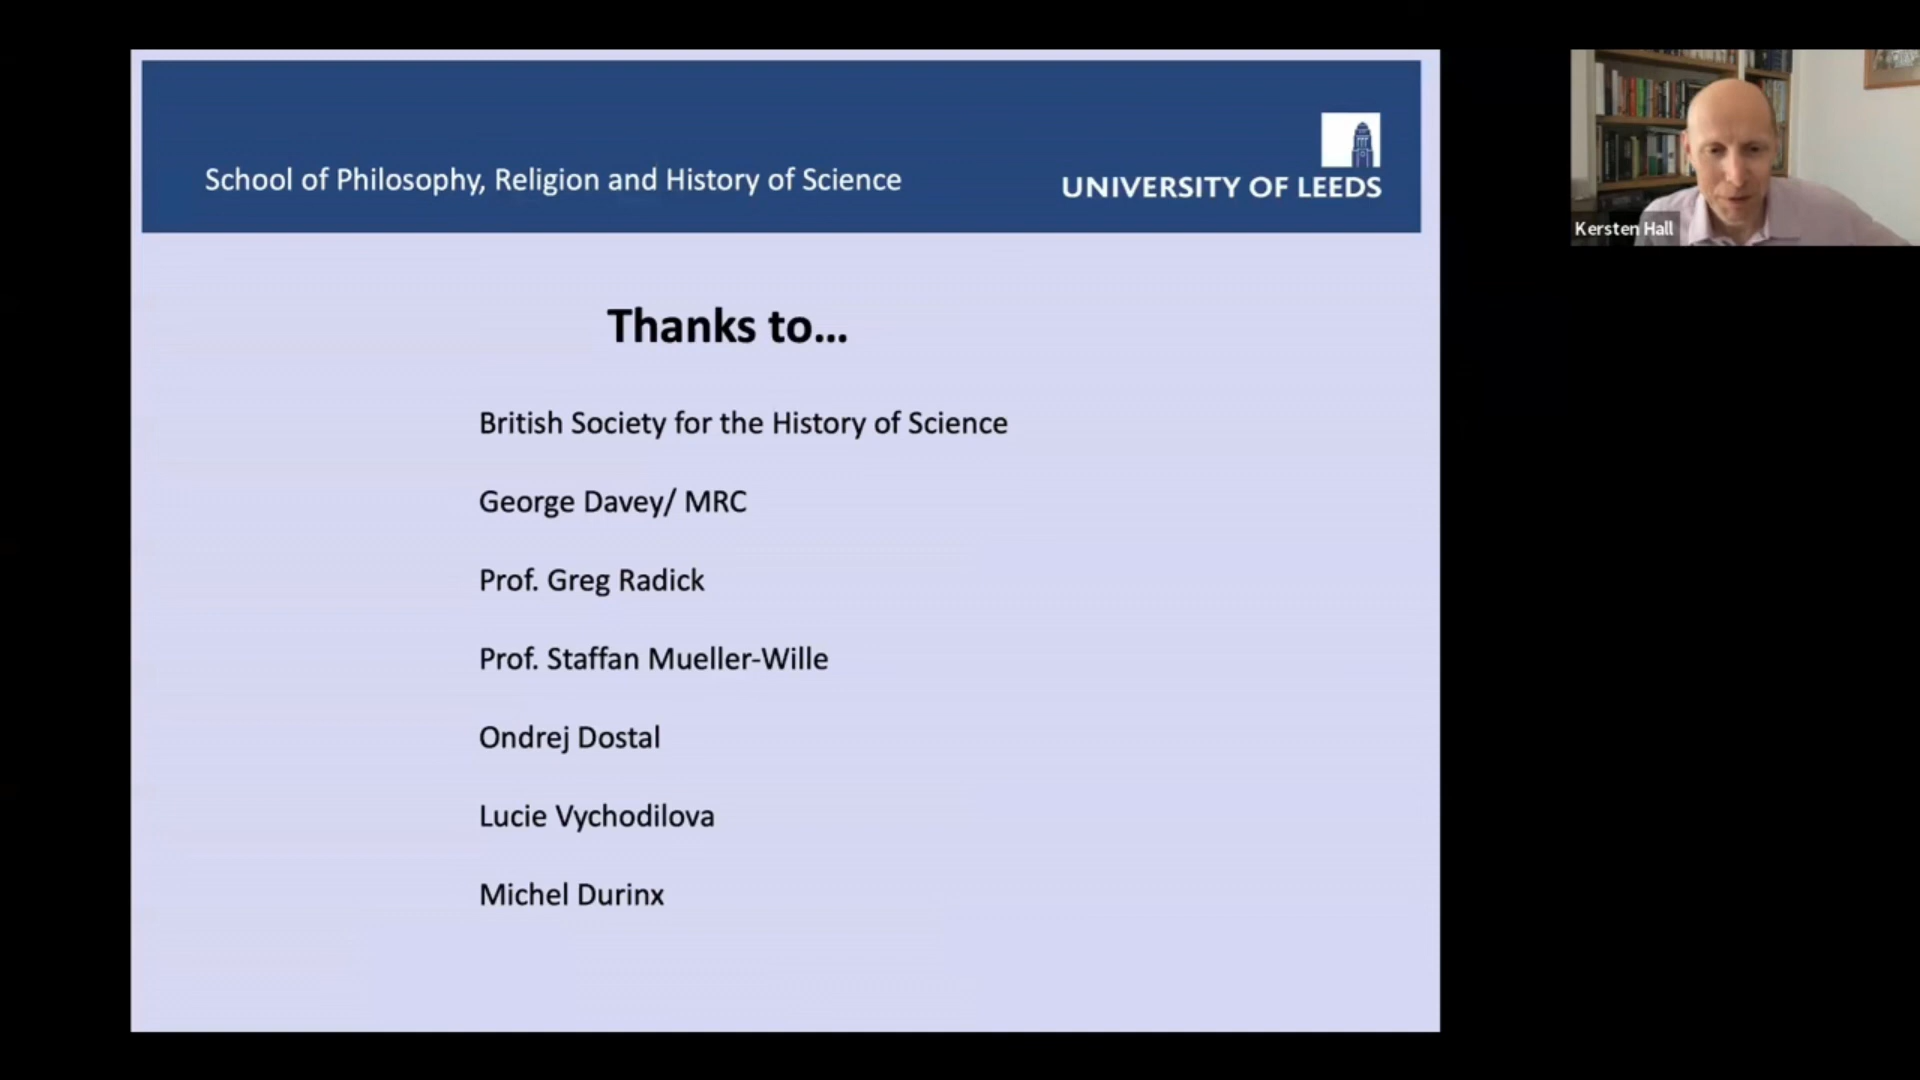 School of Philosophy, Religion and History of Science
UNIVERSITY OF LEEDS
Kersten Hall
Thanks to...
British Society for the History of Science
George Davey/ MRC
Prof. Greg Radick
Prof. Staffan Mueller-Wille
Ondrej Dostal
Lucie Vychodilova
Michel Durinx